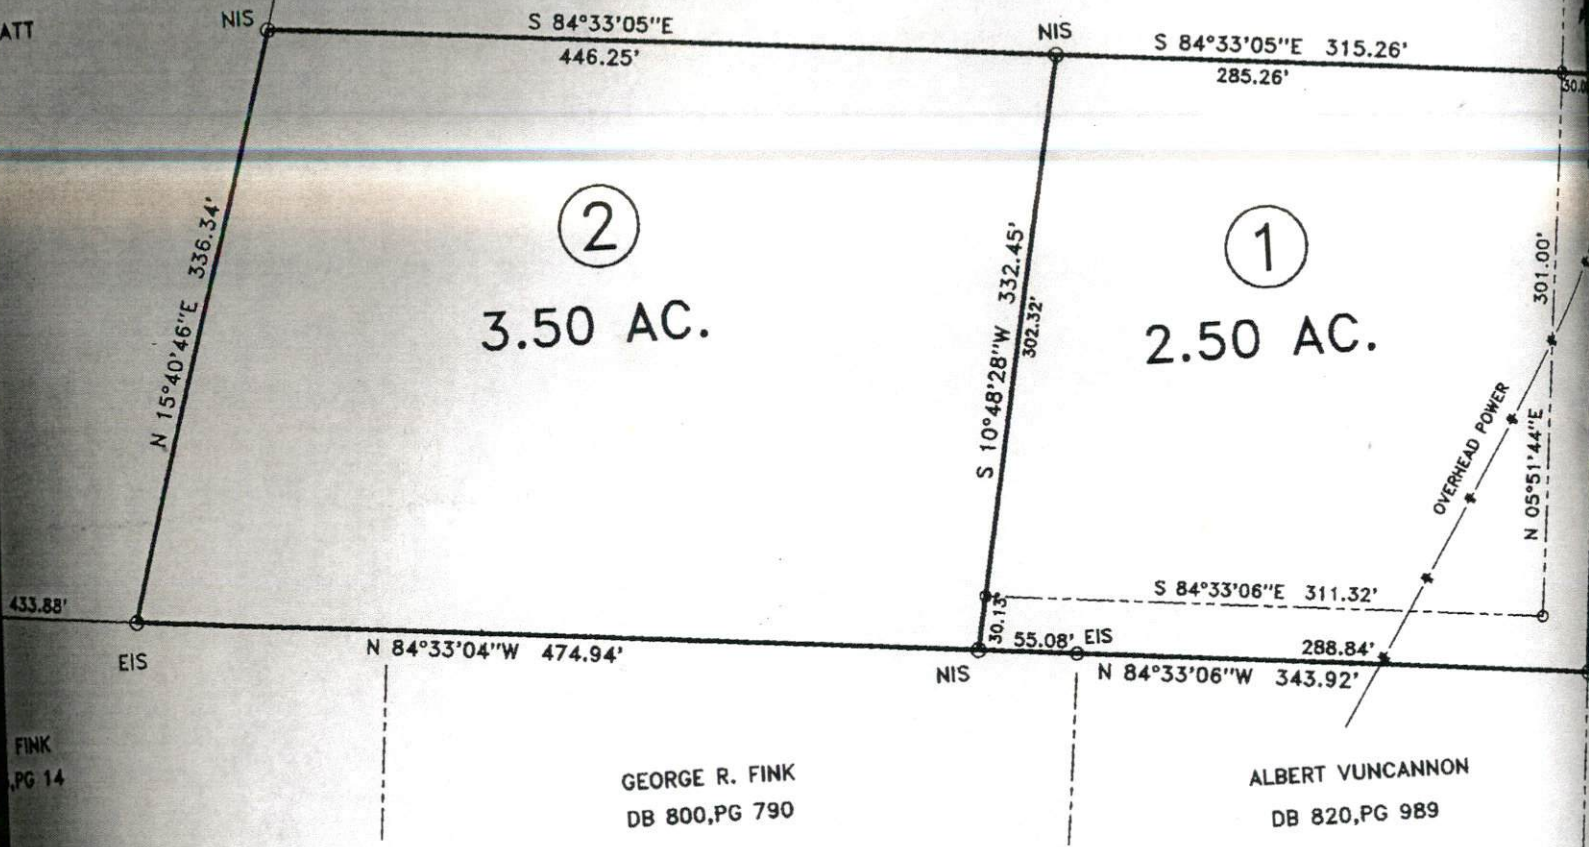 ATT
NIS
S 84°33'05"E
446.25'
NIS
S 84°33'05"E 315.26'
285.26'
N 15°40'46"E 336.34'
2
3.50 AC.
S 10°48'28"W 332.45'
302.32'
1
2.50 AC.
301.00'
N 05°51'44"E
OVERHEAD POWER
433.88'
EIS
N 84°33'04"W 474.94'
NIS
30.13'
S 84°33'06"E 311.32'
55.08' EIS
288.84'
N 84°33'06"W 343.92'
FINK
,PG 14
GEORGE R. FINK
DB 800,PG 790
ALBERT VUNCANNON
DB 820,PG 989